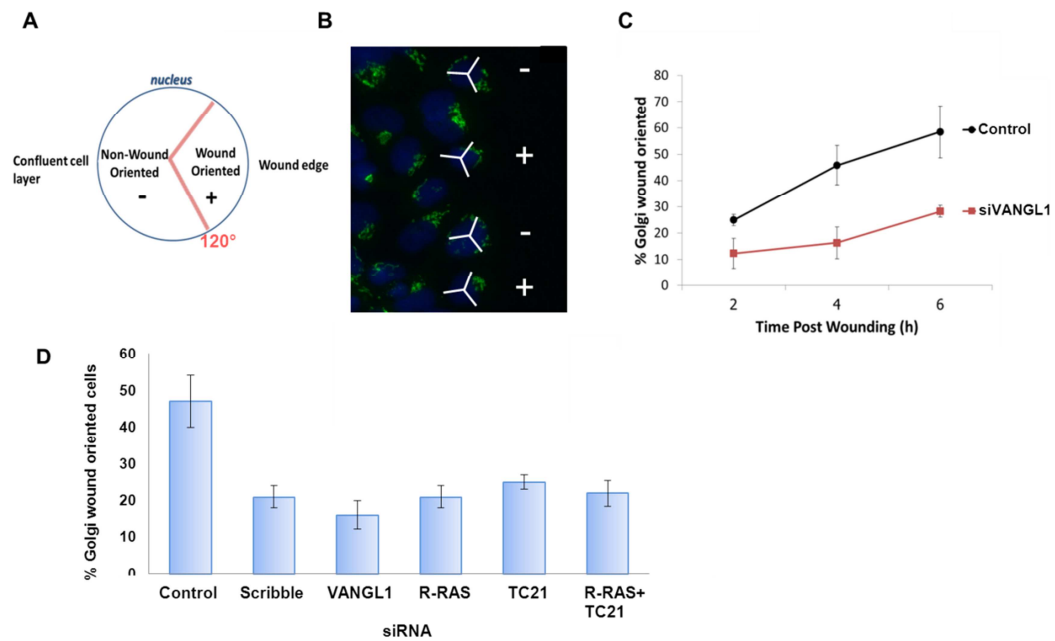 A
nucleus
Confluent cell
layer
Non-Wound
Oriented
-
Wound
Oriented
+
Wound edge
120°
B
-
+
-
+
C
% Golgi wound oriented
80
70
60
50
40
30
20
10
0
2
4
6
Time Post Wounding (h)
Control
siVANGL1
D
% Golgi wound oriented cells
60
50
40
30
20
10
0
Control
Scribble
VANGL1
R-RAS
TC21
R-RAS+
TC21
siRNA